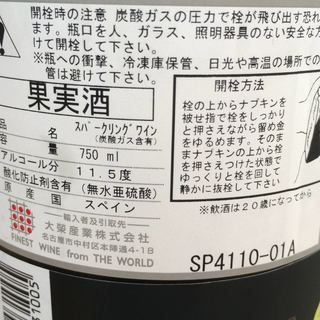 開栓時の注意 炭酸ガスの圧力で栓が飛び出す恐れ
ます。瓶口を人、ガラス、照明器具のない安全な方
けて開栓して下さい。
※瓶への衝撃、冷凍庫保管、日光や高温の場所での
管は避けて下さい。
果実酒
品名 スパークリングワイン
(炭酸ガス含有)
750 ml
アルコール分 11.5度
酸化防止剤含有(無水亜硫酸)
原産国 スペイン
輸入者及引取先
大榮産業株式会社
名古屋市中村区本陣通4-18
FINEST WINE from THE WORLD
開栓方法
栓の上からナプキンを
被せ指で栓をしっかり
と押さえながら留め金
をゆるめます。そのま
まナプキンの上から栓
を押さえつけた状態で
ゆっくりと栓を回して
静かに抜栓して下さい。
※飲酒は20歳になってから
SP4110-01A